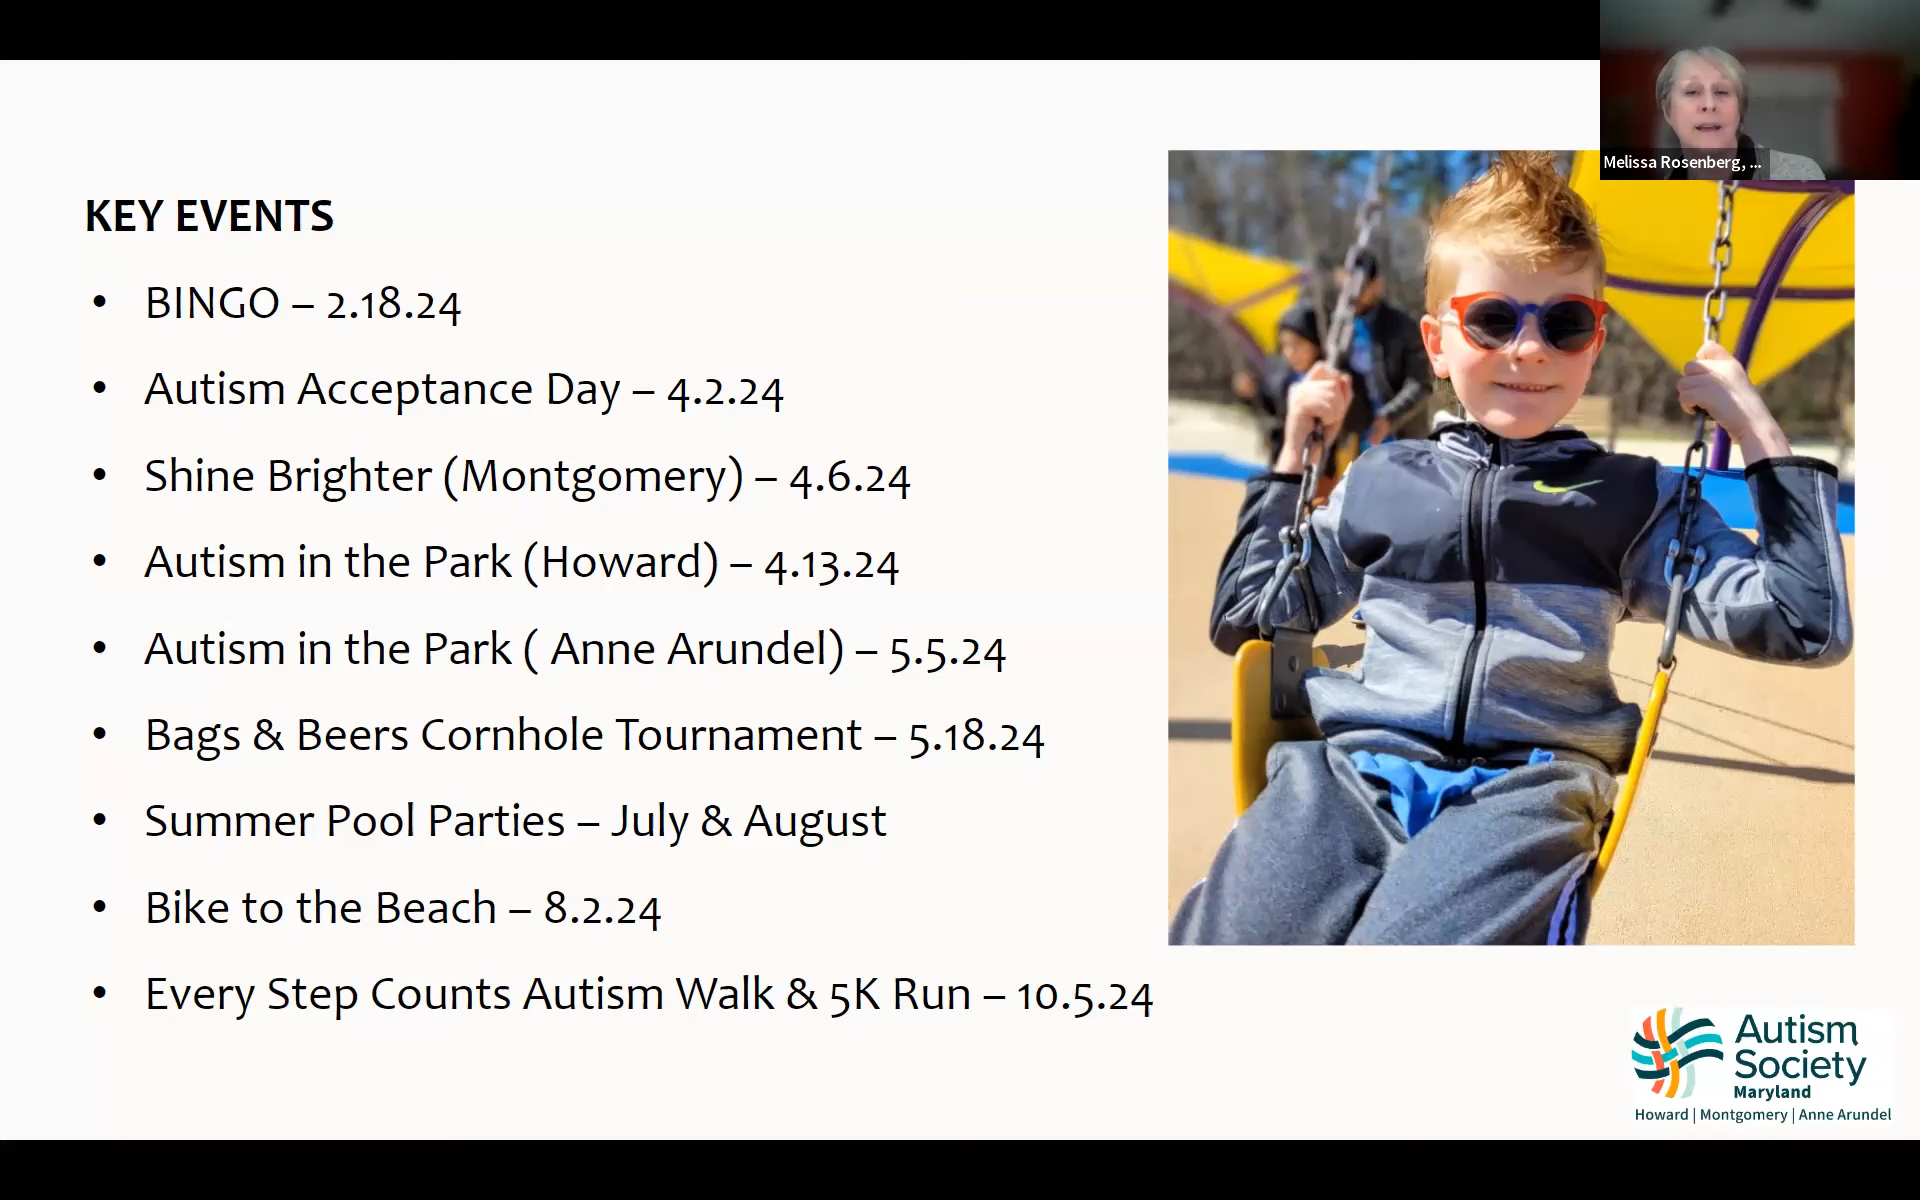 Melissa Rosenberg, ...
KEY EVENTS
• BINGO – 2.18.24
• Autism Acceptance Day – 4.2.24
• Shine Brighter (Montgomery) – 4.6.24
• Autism in the Park (Howard) – 4.13.24
• Autism in the Park ( Anne Arundel) – 5.5.24
• Bags & Beers Cornhole Tournament – 5.18.24
• Summer Pool Parties – July & August
• Bike to the Beach – 8.2.24
• Every Step Counts Autism Walk & 5K Run – 10.5.24
Autism
Society
Maryland
Howard | Montgomery | Anne Arundel